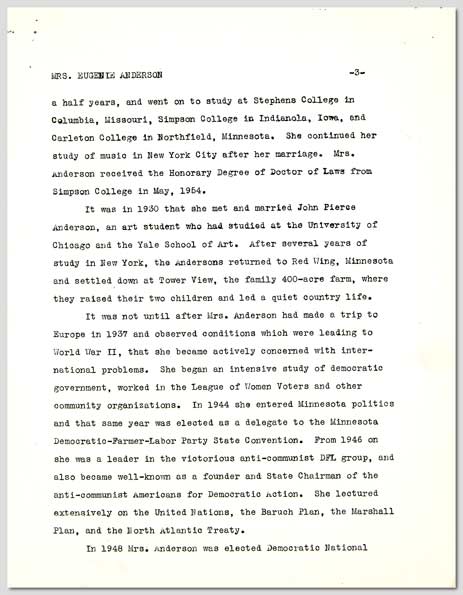 MRS. EUGENIE ANDERSON -3-
a half years, and went on to study at Stephens College in
Columbia, Missouri, Simpson College in Indianola, Iowa, and
Carleton College in Northfield, Minnesota. She continued her
study of music in New York City after her marriage. Mrs.
Anderson received the Honorary Degree of Doctor of Laws from
Simpson College in May, 1954.
It was in 1930 that she met and married John Pierce
Anderson, an art student who had studied at the University of
Chicago and the Yale School of Art. After several years of
study in New York, the Andersons returned to Red Wing, Minnesota
and settled down at Tower View, the family 400-acre farm, where
they raised their two children and led a quiet country life.
It was not until after Mrs. Anderson had made a trip to
Europe in 1937 and observed conditions which were leading to
World War II, that she became actively concerned with inter-
national problems. She began an intensive study of democratic
government, worked in the League of Women Voters and other
community organizations. In 1944 she entered Minnesota politics
and that same year was elected as a delegate to the Minnesota
Democratic-Farmer-Labor Party State Convention. From 1946 on
she was a leader in the victorious anti-communist DFL group, and
also became well-known as a founder and State Chairman of the
anti-communist Americans for Democratic Action. She lectured
extensively on the United Nations, the Baruch Plan, the Marshall
Plan, and the North Atlantic Treaty.
In 1948 Mrs. Anderson was elected Democratic National